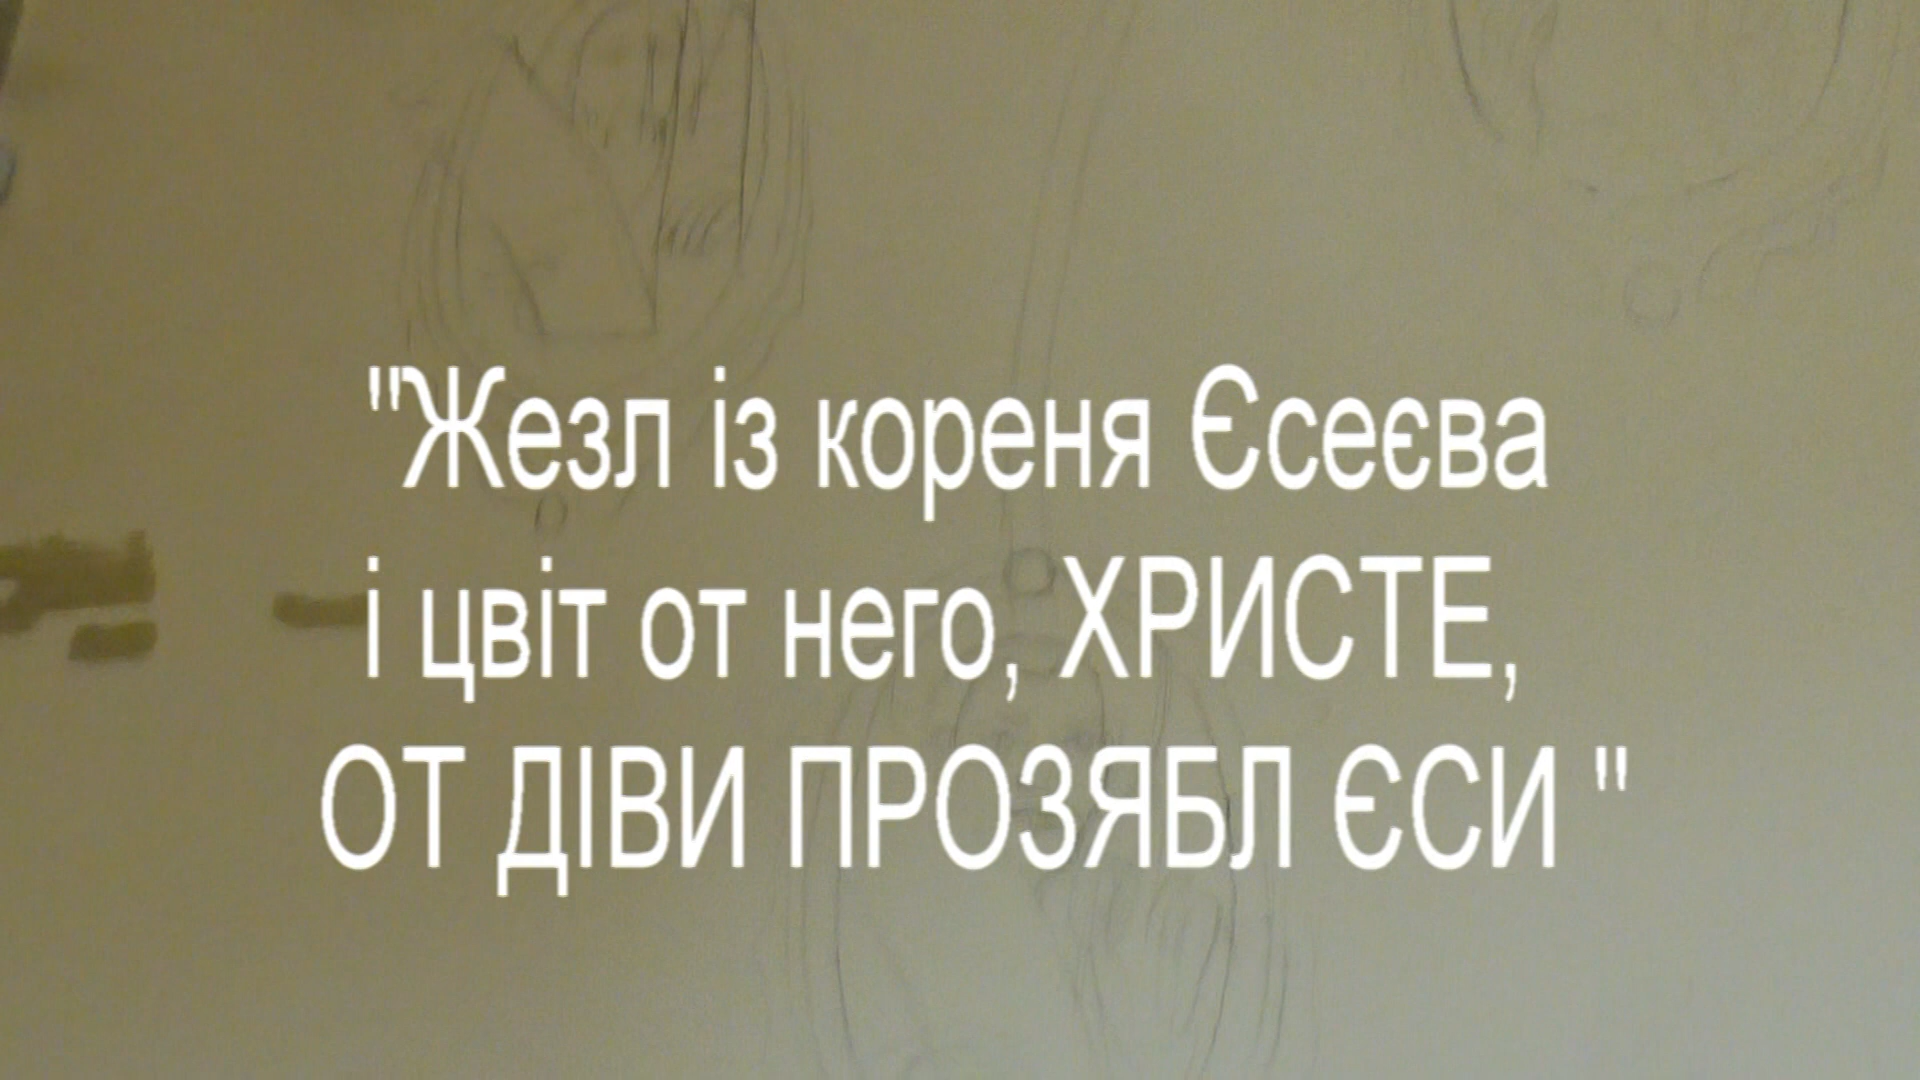 "Жезл із кореня Єсеєва
і цвіт от него, ХРИСТЕ,
ОТ ДІВИ ПРОЗЯБЛ ЄСИ "